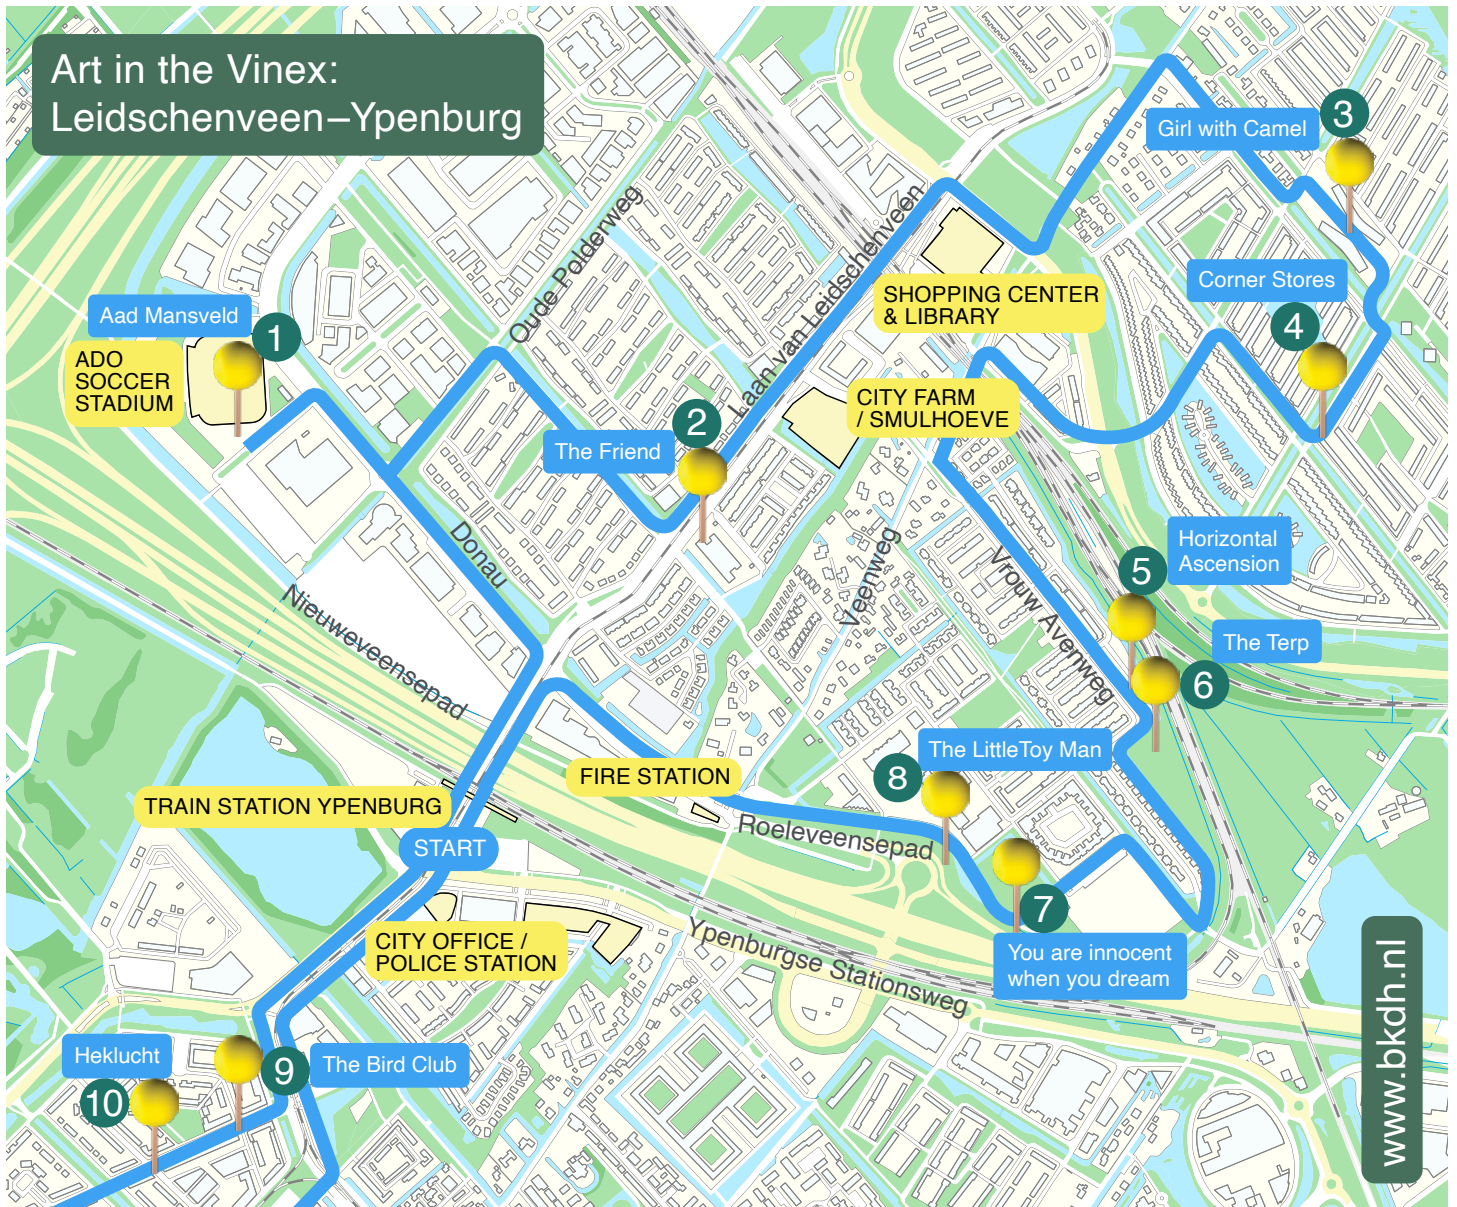 Art in the Vinex:
Leidschenveen–Ypenburg
3
Girl with Camel
Oude Polderweg
Laan van Leidschenveen
Corner Stores
4
SHOPPING CENTER
& LIBRARY
Aad Mansveld
1
ADO
SOCCER
STADIUM
CITY FARM
/ SMULHOEVE
2
The Friend
Donau
Nieuweveensepad
Veenweg
Vrouw Avenweg
Horizontal
Ascension
5
The Terp
6
The LittleToy Man
8
FIRE STATION
TRAIN STATION YPENBURG
START
Roeleveensepad
7
You are innocent
when you dream
CITY OFFICE /
POLICE STATION
Ypenburgse Stationsweg
Heklucht
10
9
The Bird Club
www.bkdh.nl